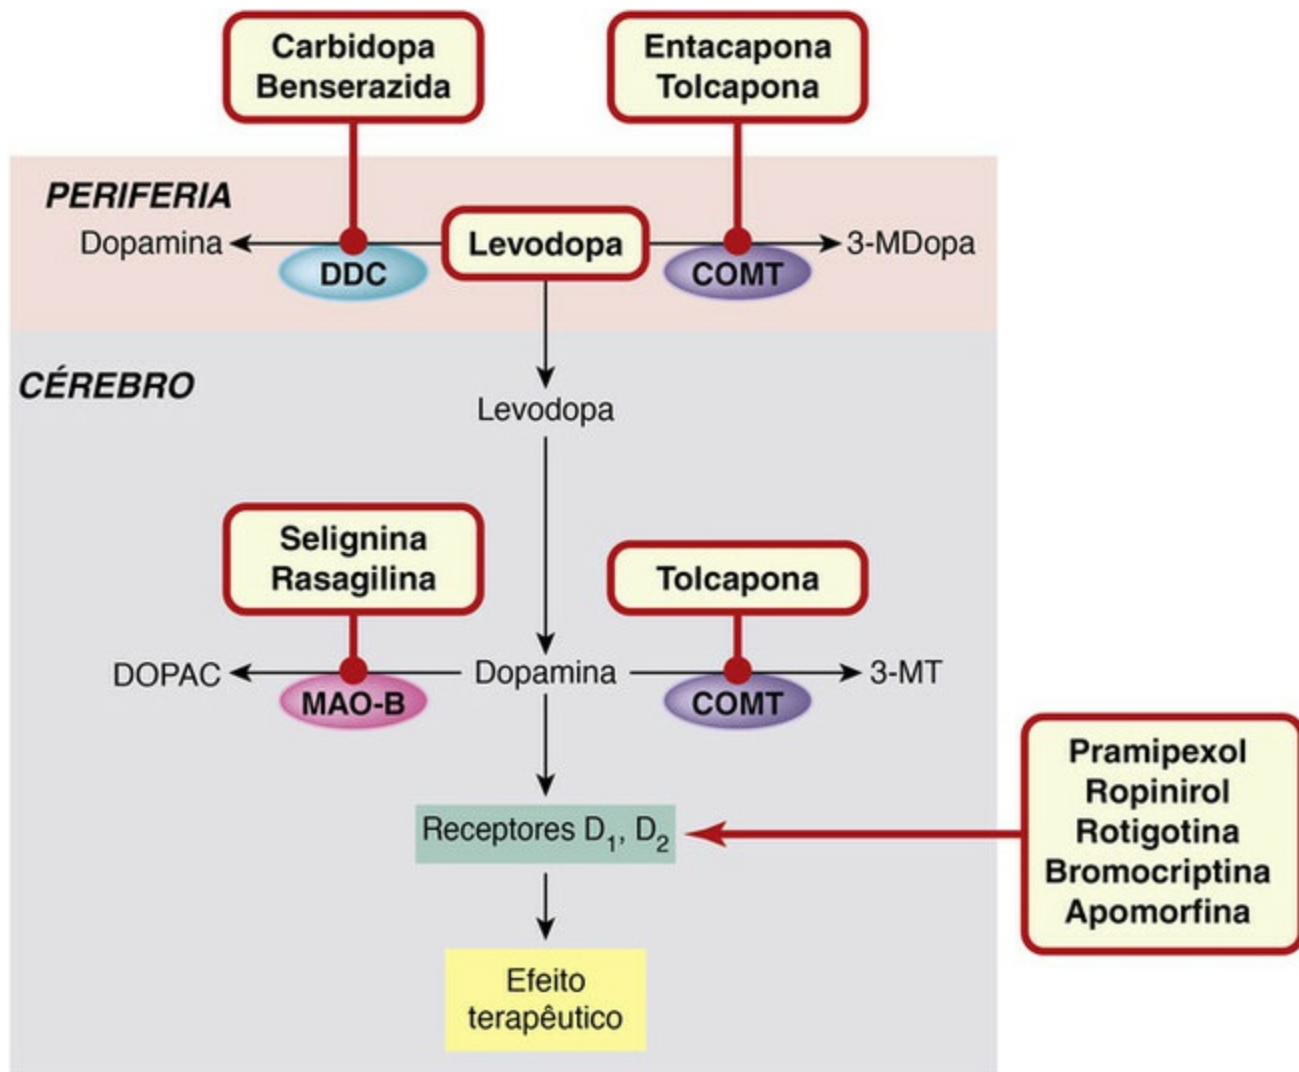 Carbidopa
Benserazida
Entacapona
Tolcapona
PERIFERIA
Dopamina
DDC
Levodopa
COMT
3-MDopa
CÉREBRO
Levodopa
Selignina
Rasagilina
Tolcapona
DOPAC
MAO-B
Dopamina
COMT
3-MT
Pramipexol
Ropinirol
Rotigotina
Bromocriptina
Apomorfina
Receptores D₁, D₂
Efeito
terapêutico